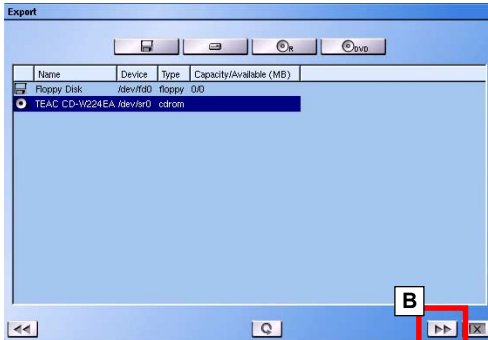 Export
R
DVD
Name Device Type Capacity/Available (MB)
Floppy Disk /dev/fd0 floppy 0/0
TEAC CD-W224EA /dev/sr0 cdrom
B